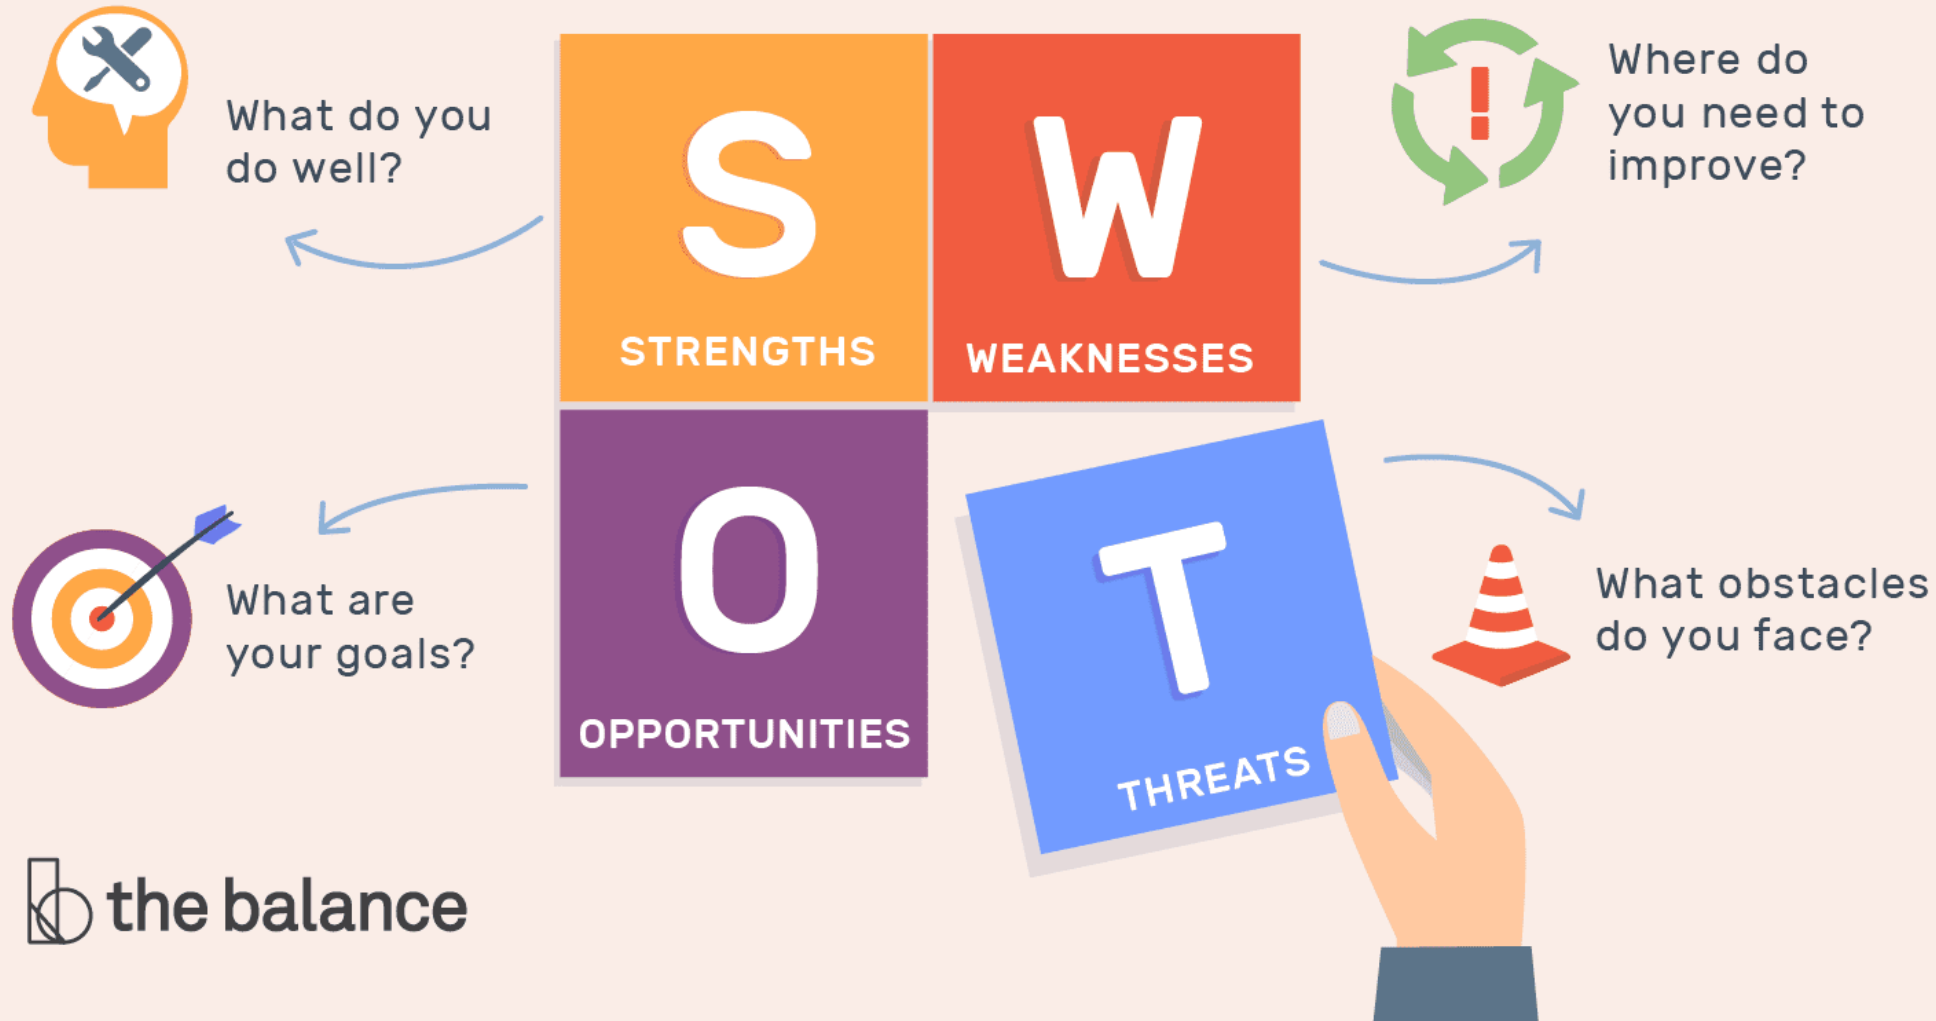 What do you
do well?
S
STRENGTHS
W
WEAKNESSES
Where do
you need to
improve?
What are
your goals?
O
OPPORTUNITIES
T
THREATS
What obstacles
do you face?
the balance